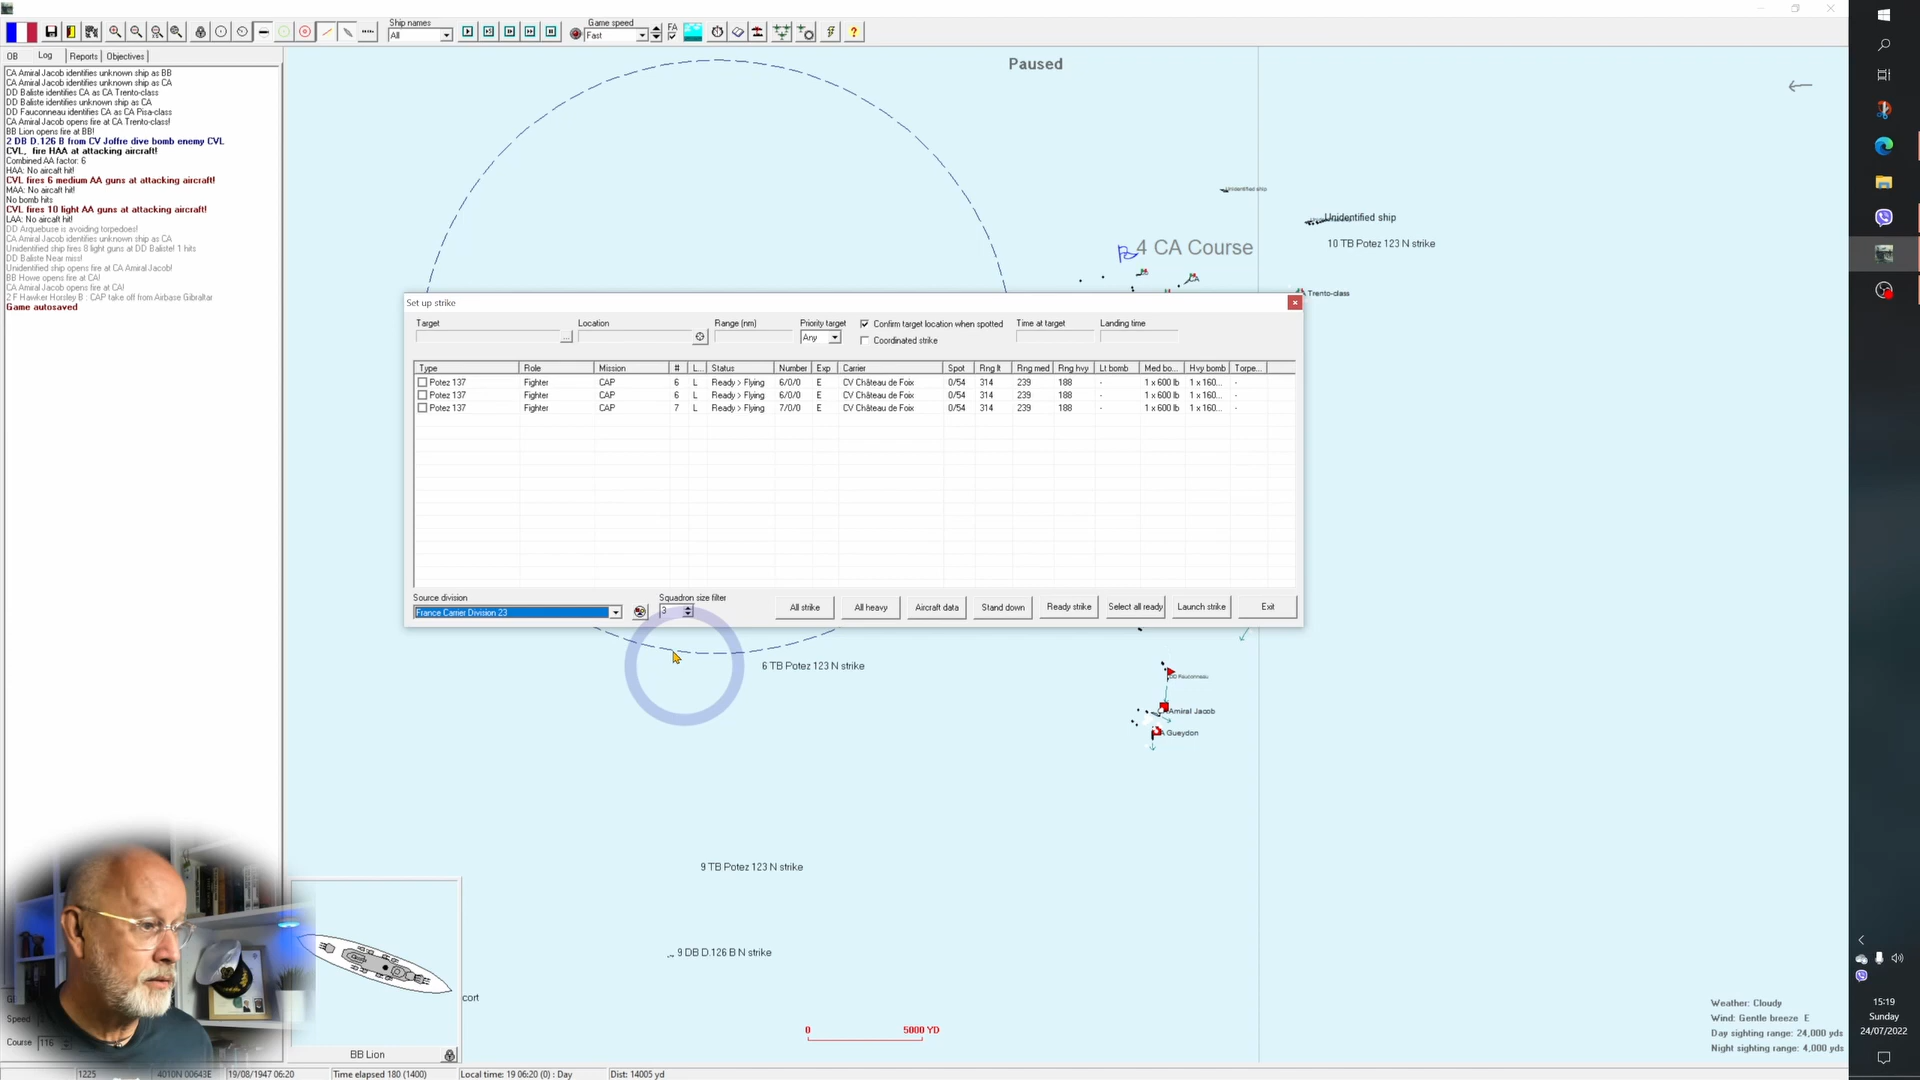 Ship names
All
Game speed
Fast
FA
OB
Log
Reports
Objectives
CA Amiral Jacob identifies unknown ship as BB
CA Amiral Jacob identifies unknown ship as CA
DD Baliste identifies CA as CA Trento-class
DD Baliste identifies unknown ship as CA
DD Fauconneau identifies CA as CA Pisa-class
CA Amiral Jacob opens fire at CA Trento-class!
BB Lion opens fire at BB!
2 DB D.126 B from CV Joffre dive bomb enemy CVL
CVL, fire HAA at attacking aircraft!
Combined AA factor: 6
HAA: No aircraft hit!
CVL fires 6 medium AA guns at attacking aircraft!
MAA: No aircraft hit!
No bomb hits
CVL fires 10 light AA guns at attacking aircraft!
LAA: No aircaft hit!
DD Arquebuse is avoiding torpedoes!
CA Amiral Jacob identifies unknown ship as CA
Unidentified ship fires 8 light guns at DD Baliste! 1 hits
DD Baliste Near miss!
Unidentified ship opens fire at CA Amiral Jacob!
BB Howe opens fire at CA!
CA Amiral Jacob opens fire at CA!
2 F Hawker Horsley B : CAP take off from Airbase Gibraltar
Game autosaved
Paused
Unidentified ship
Unidentified ship
10 TB Potez 123 N strike
4 CA Course
CA
Trento-class
Set up strike
Target
Location
Range (nm)
Priority target
Any
Confirm target location when spotted
Coordinated strike
Time at target
Landing time
Type Role Mission # L... Status Number Exp Carrier Spot Rng lt Rng med Rng hvy Lt bomb Med bo... Hvy bomb Torpe...
Potez 137 Fighter CAP 6 L Ready > Flying 6/0/0 E CV Château de Foix 0/54 314 239 188 - 1 x 600 lb 1 x 160... -
Potez 137 Fighter CAP 6 L Ready > Flying 6/0/0 E CV Château de Foix 0/54 314 239 188 - 1 x 600 lb 1 x 160... -
Potez 137 Fighter CAP 7 L Ready > Flying 7/0/0 E CV Château de Foix 0/54 314 239 188 - 1 x 600 lb 1 x 160... -
Source division
France Carrier Division 23
Squadron size filter
3
All strike
All heavy
Aircraft data
Stand down
Ready strike
Select all ready
Launch strike
Exit
6 TB Potez 123 N strike
DD Fauconneau
Amiral Jacob
Gueydon
9 TB Potez 123 N strike
9 DB D.126 B N strike
cort
Speed
Course 116
BB Lion
0 5000 YD
Weather: Cloudy
Wind: Gentle breeze E
Day sighting range: 24,000 yds
Night sighting range: 4,000 yds
1225
4010N 00643E
19/08/1947 06:20
Time elapsed 180 (1400)
Local time: 19 06:20 (0) : Day
Dist: 14005 yd
15:19
Sunday
24/07/2022